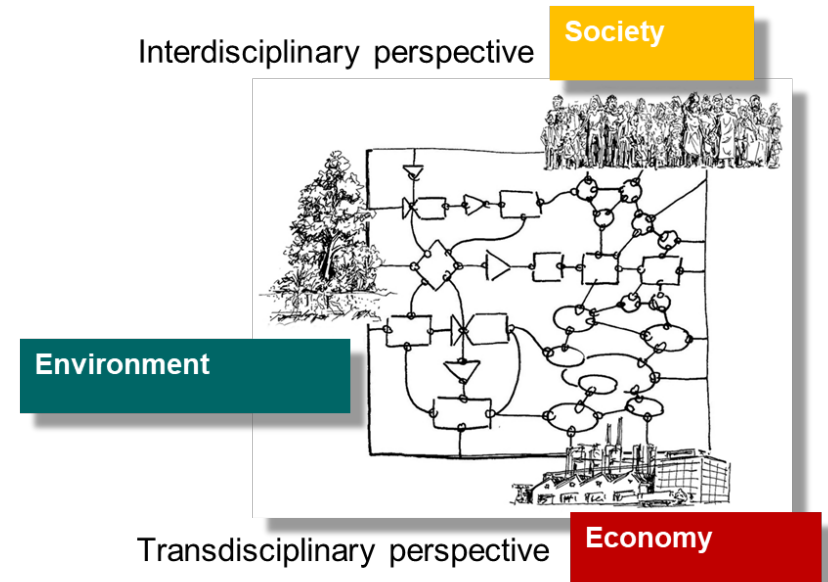 Society
Interdisciplinary perspective
Environment
Economy
Transdisciplinary perspective